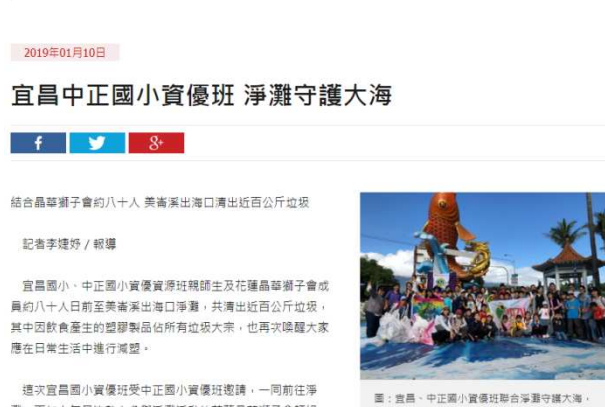 2019年01月10日
宜昌中正國小資優班 淨灘守護大海
f
8+
結合晶華獅子會約八十人 美崙溪出海口清出近百公斤垃圾
記者李婕妤／報導
宜昌國小、中正國小資優資源班親師生及花蓮晶華獅子會成
員約八十人日前至美崙溪出海口淨灘，共清出近百公斤垃圾，
其中因飲食產生的塑膠製品佔所有垃圾大宗，也再次喚醒大家
應在日常生活中進行減塑。
這次宜昌國小資優班受中正國小資優班邀請，一同前往淨
圖：宜昌、中正國小資優班聯合淨灘守護大海，